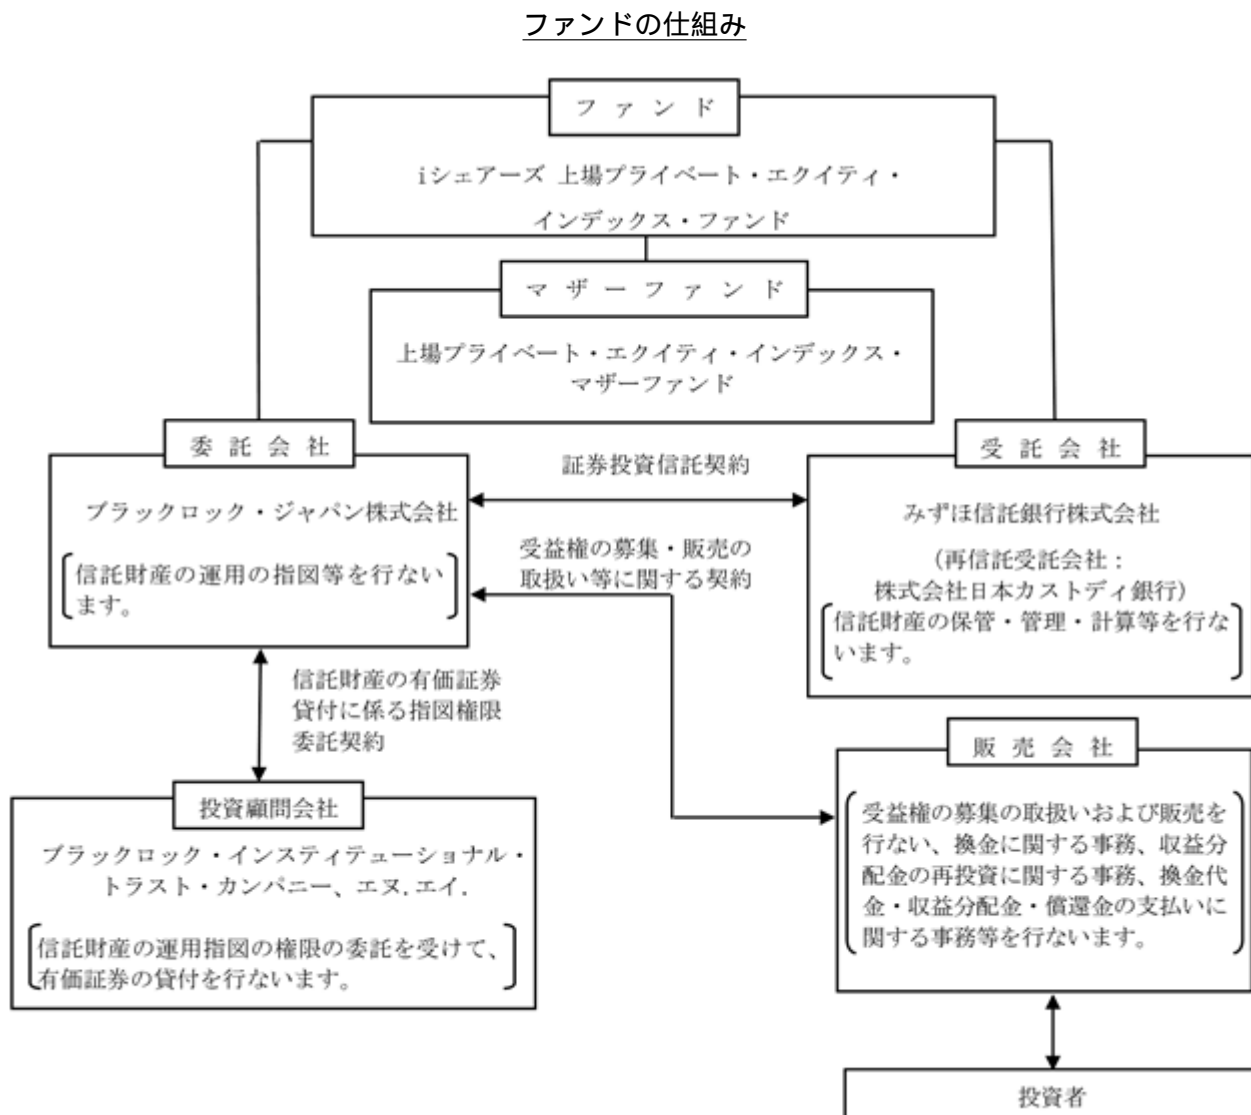 ファンドの仕組み
ファンド
iシェアーズ 上場プライベート・エクイティ・
インデックス・ファンド
マザーファンド
上場プライベート・エクイティ・インデックス・
マザーファンド
委託会社
ブラックロック・ジャパン株式会社
信託財産の運用の指図等を行ない
ます。
証券投資信託契約
受益権の募集・販売の
取扱い等に関する契約
受託会社
みずほ信託銀行株式会社
(再信託受託会社:
株式会社日本カストディ銀行)
信託財産の保管・管理・計算等を行な
います。
信託財産の有価証券
貸付に係る指図権限
委託契約
投資顧問会社
ブラックロック・インスティテューショナル・
トラスト・カンパニー、エヌ.エイ.
信託財産の運用指図の権限の委託を受けて、
有価証券の貸付を行ないます。
販売会社
受益権の募集の取扱いおよび販売を
行ない、換金に関する事務、収益分
配金の再投資に関する事務、換金代
金・収益分配金・償還金の支払いに
関する事務等を行ないます。
投資者